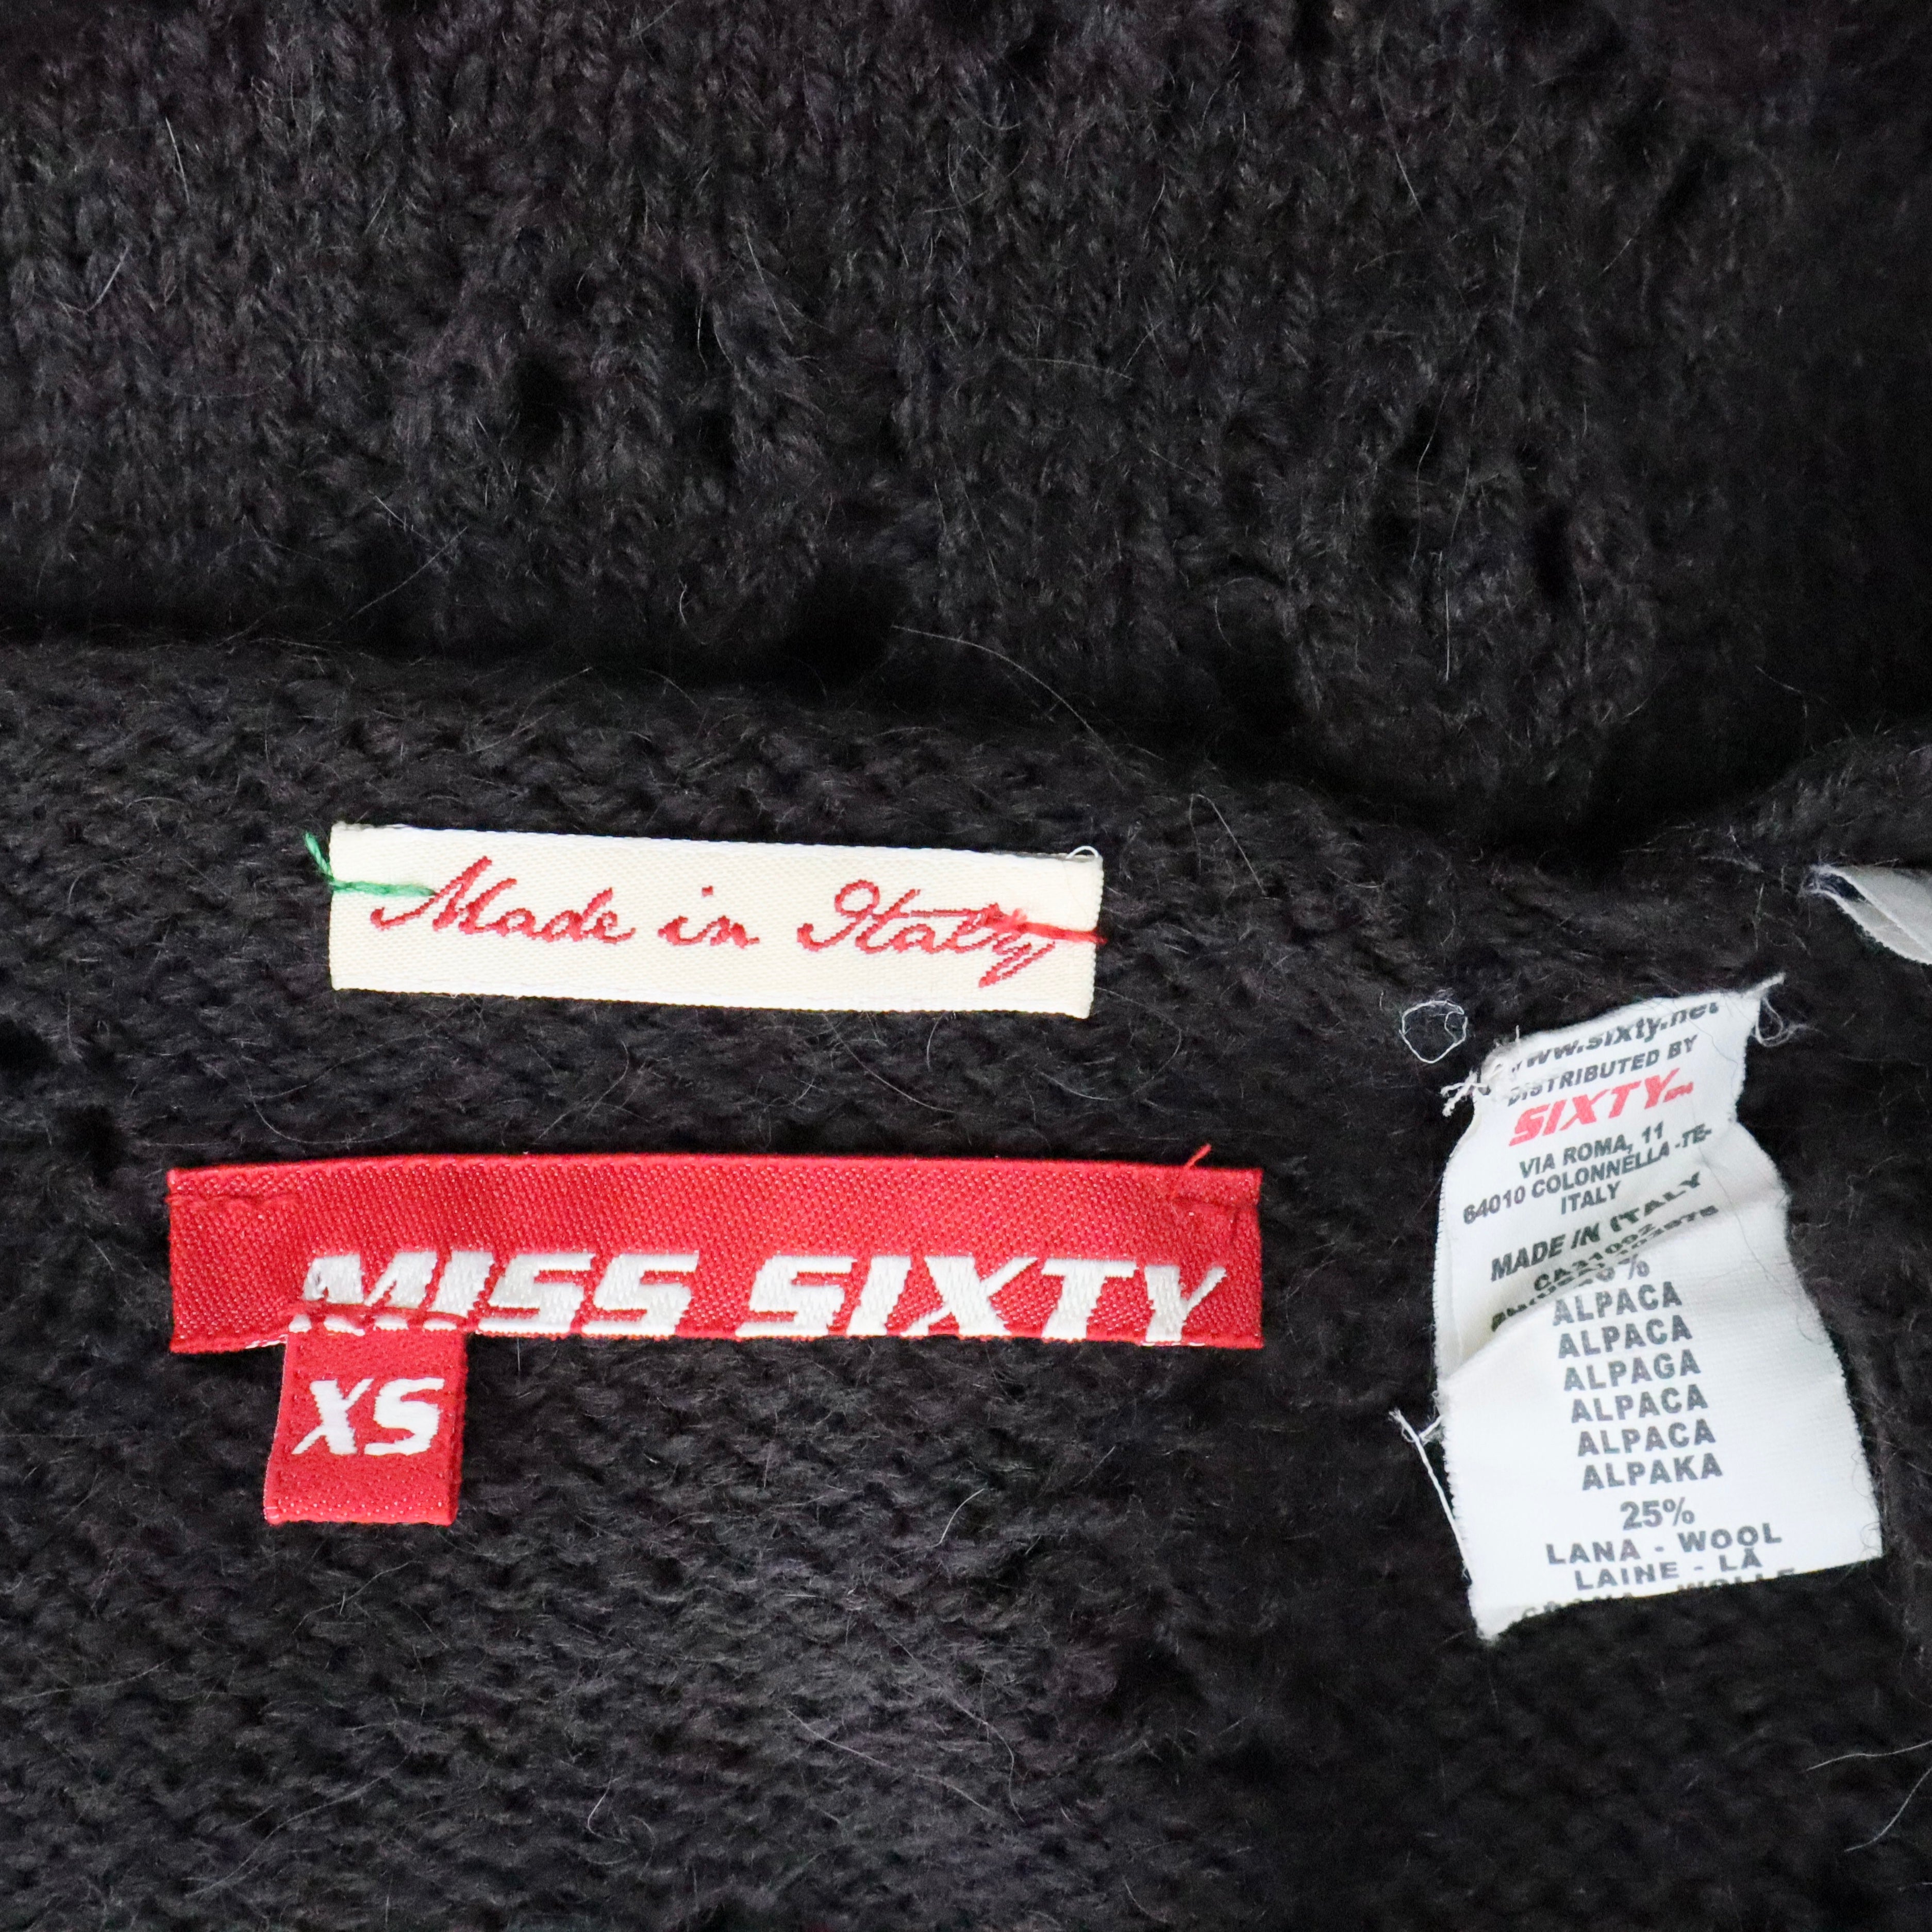 Made in Italy
MISS SIXTY
XS
www.sixty.net
DISTRIBUTED BY
SIXTY
VIA ROMA, 11
64010 COLONNELLA -TE-
ITALY
MADE IN ITALY
%
ALPACA
ALPACA
ALPAGA
ALPACA
ALPACA
ALPAKA
25%
LANA - WOOL
LAINE - LÃ
WOLLE